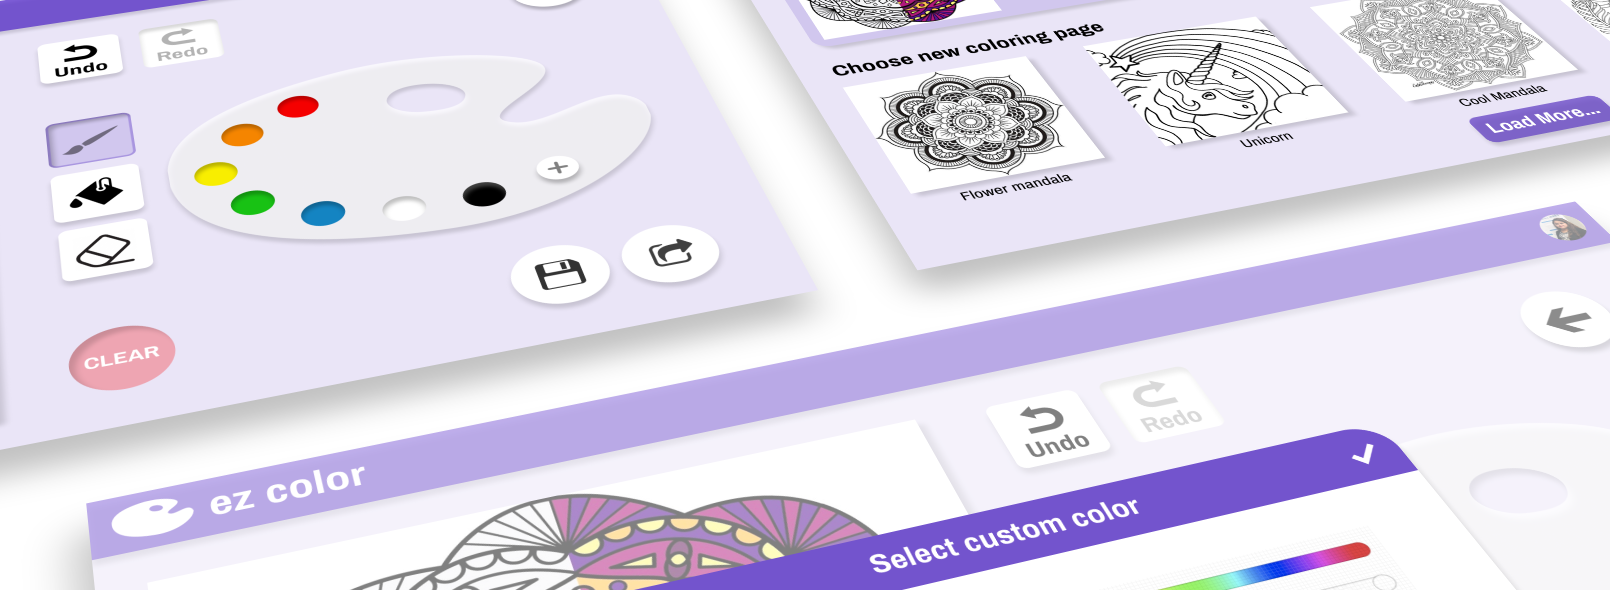 Undo
Redo
CLEAR
Choose new coloring page
Flower mandala
Unicorn
Cool Mandala
Load More...
ez color
Undo
Redo
Select custom color